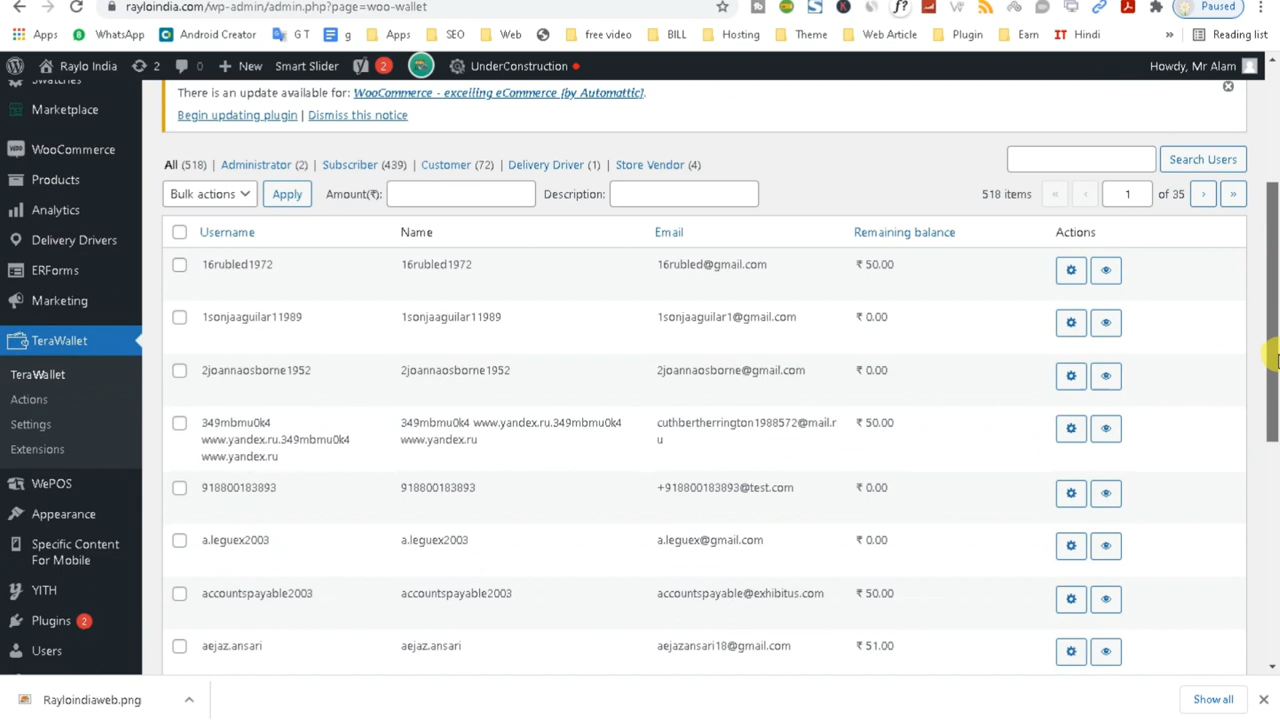 rayloindia.com/wp-admin/admin.php?page=woo-wallet
Paused
Apps WhatsApp Android Creator G T g Apps SEO Web free video BILL Hosting Theme Web Article Plugin Earn IT Hindi » Reading list
Raylo India 2 0 + New Smart Slider 2 UnderConstruction Howdy, Mr Alam
Swatches
Marketplace
WooCommerce
Products
Analytics
Delivery Drivers
ERForms
Marketing
TeraWallet
TeraWallet
Actions
Settings
Extensions
WePOS
Appearance
Specific Content
For Mobile
YITH
Plugins 2
Users
There is an update available for: WooCommerce - excelling eCommerce [by Automattic].
Begin updating plugin | Dismiss this notice
All (518) | Administrator (2) | Subscriber (439) | Customer (72) | Delivery Driver (1) | Store Vendor (4) Search Users
Bulk actions Apply Amount(₹): Description: 518 items « ‹ 1 of 35 › »
Username Name Email Remaining balance Actions
16rubled1972 16rubled1972 16rubled@gmail.com ₹ 50.00
1sonjaaguilar11989 1sonjaaguilar11989 1sonjaaguilar1@gmail.com ₹ 0.00
2joannaosborne1952 2joannaosborne1952 2joannaosborne@gmail.com ₹ 0.00
349mbmu0k4 349mbmu0k4 www.yandex.ru.349mbmu0k4 cuthbertherrington1988572@mail.r ₹ 50.00
www.yandex.ru.349mbmu0k4 www.yandex.ru u
www.yandex.ru
918800183893 918800183893 +918800183893@test.com ₹ 0.00
a.leguex2003 a.leguex2003 a.leguex@gmail.com ₹ 0.00
accountspayable2003 accountspayable2003 accountspayable@exhibitus.com ₹ 50.00
aejaz.ansari aejaz.ansari aejazansari18@gmail.com ₹ 51.00
Rayloindiaweb.png Show all